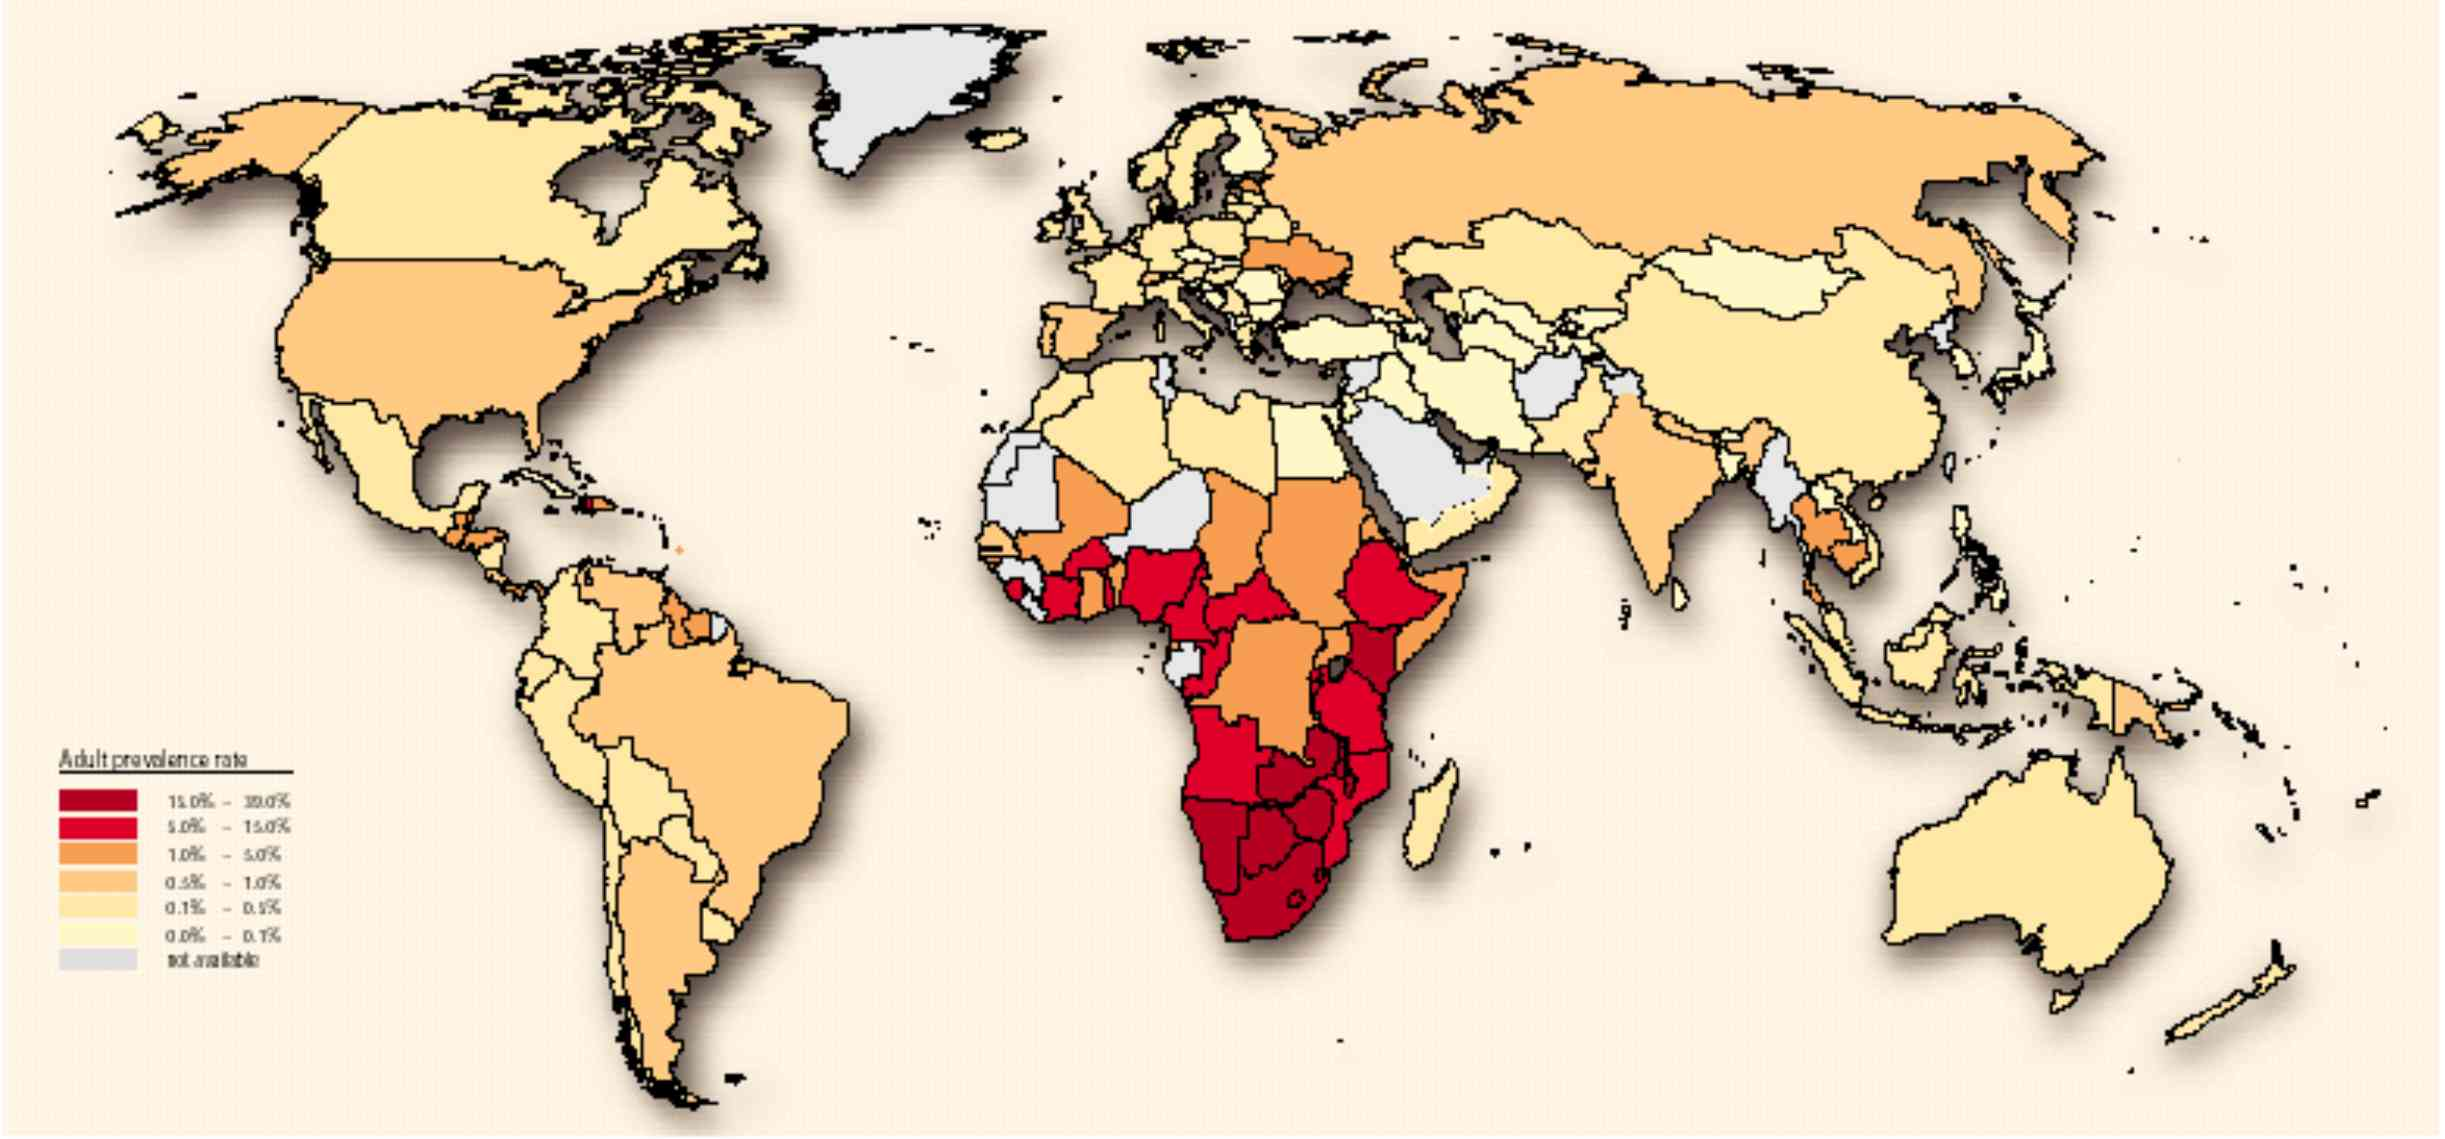 Adult prevalence rate
15.0% – 39.0%
5.0% – 15.0%
1.0% – 5.0%
0.5% – 1.0%
0.1% – 0.5%
0.0% – 0.1%
not available